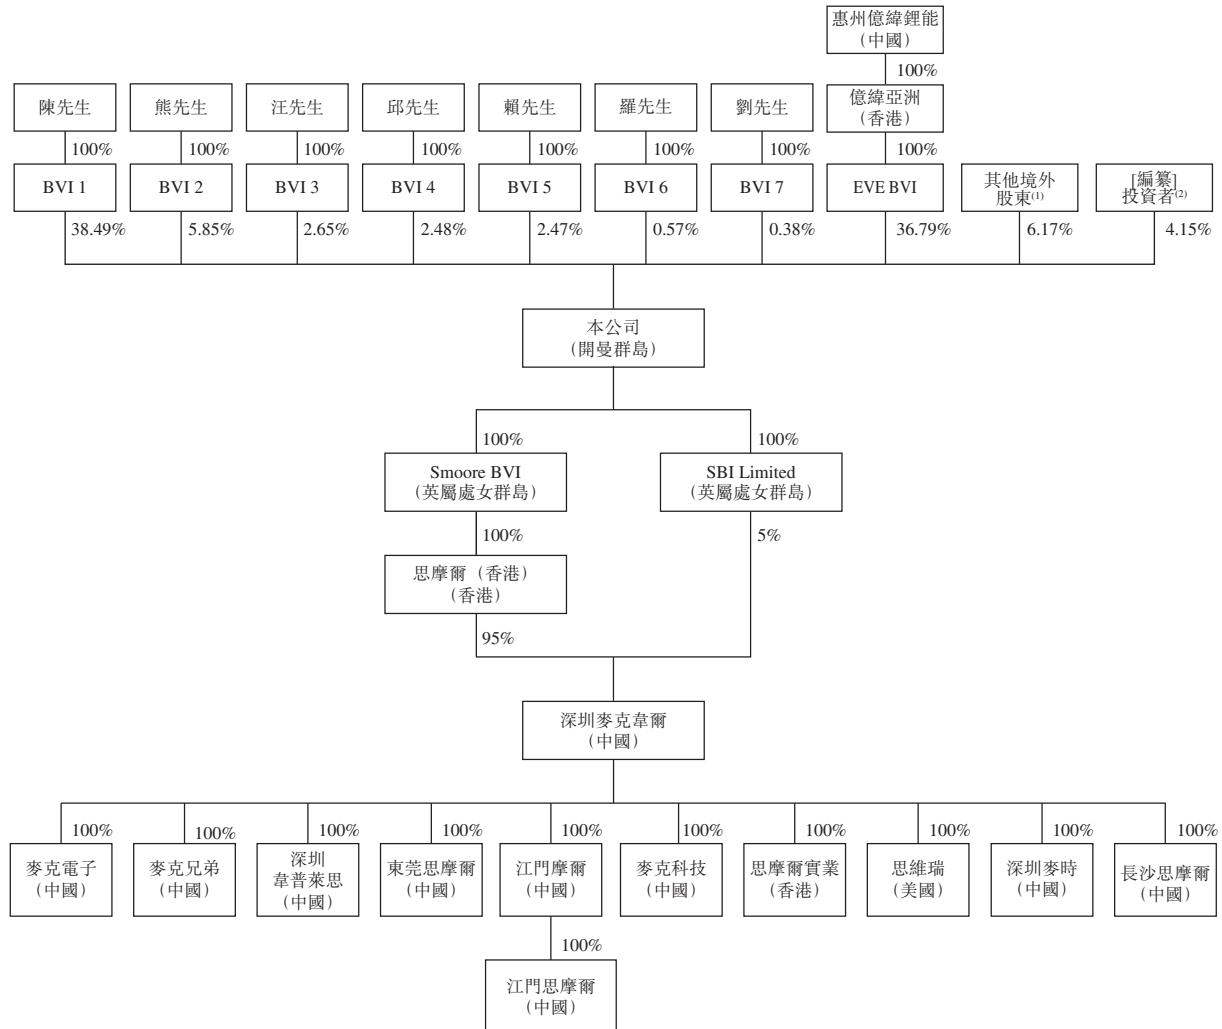 惠州億緯鋰能
（中國）
100%
陳先生
熊先生
汪先生
邱先生
賴先生
羅先生
劉先生
億緯亞洲
（香港）
100%
100%
100%
100%
100%
100%
100%
100%
BVI 1
BVI 2
BVI 3
BVI 4
BVI 5
BVI 6
BVI 7
EVE BVI
其他境外
股東(1)
[編纂]
投資者(2)
38.49%
5.85%
2.65%
2.48%
2.47%
0.57%
0.38%
36.79%
6.17%
4.15%
本公司
（開曼群島）
100%
100%
Smoore BVI
（英屬處女群島）
SBI Limited
（英屬處女群島）
100%
5%
思摩爾（香港）
（香港）
95%
深圳麥克韋爾
（中國）
100%
100%
100%
100%
100%
100%
100%
100%
100%
100%
麥克電子
（中國）
麥克兄弟
（中國）
深圳
韋普萊思
（中國）
東莞思摩爾
（中國）
江門摩爾
（中國）
麥克科技
（中國）
思摩爾實業
（香港）
思維瑞
（美國）
深圳麥時
（中國）
長沙思摩爾
（中國）
100%
江門思摩爾
（中國）